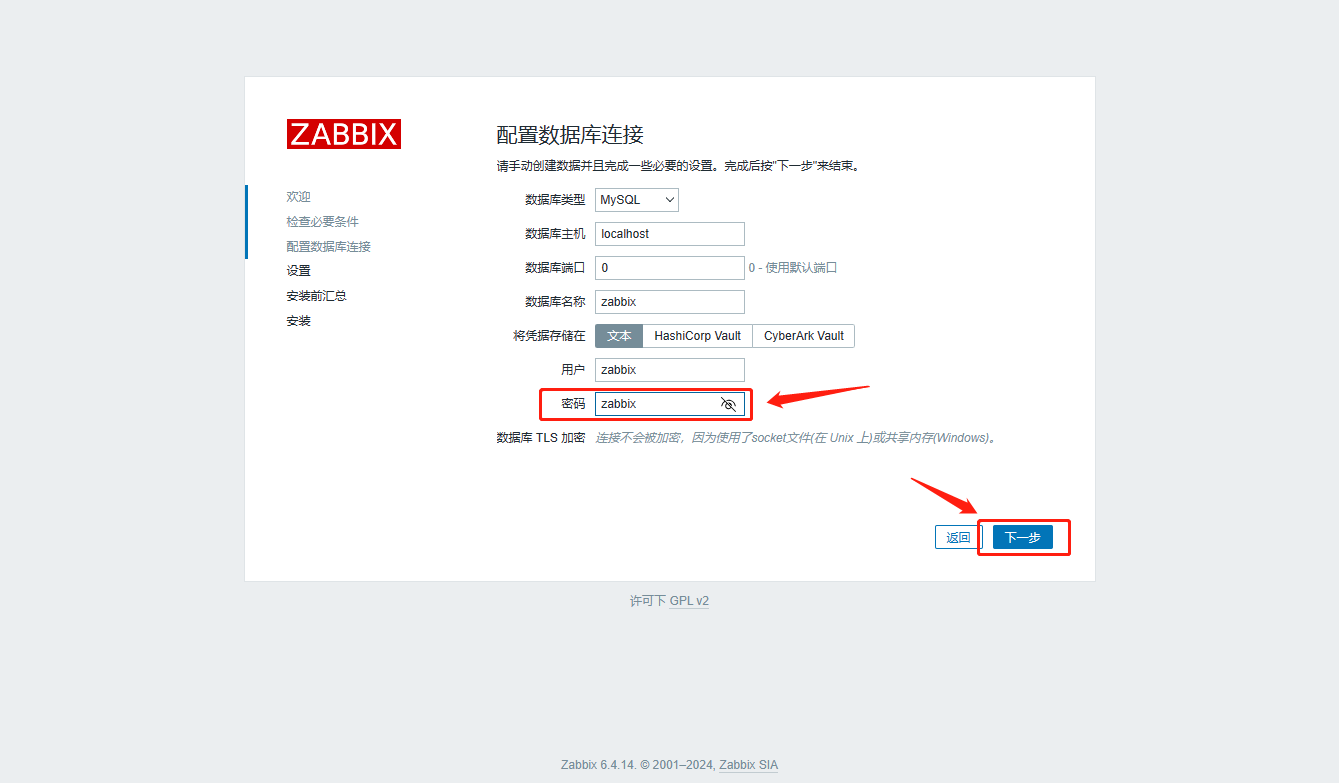 ZABBIX
欢迎
检查必要条件
配置数据库连接
设置
安装前汇总
安装
配置数据库连接
请手动创建数据并且完成一些必要的设置。完成后按"下一步"来结束。
数据库类型 MySQL
数据库主机 localhost
数据库端口 0 0 - 使用默认端口
数据库名称 zabbix
将凭据存储在 文本 HashiCorp Vault CyberArk Vault
用户 zabbix
密码 zabbix
数据库 TLS 加密 连接不会被加密，因为使用了socket文件(在 Unix 上)或共享内存(Windows)。
返回 下一步
许可下 GPL v2
Zabbix 6.4.14. © 2001–2024, Zabbix SIA